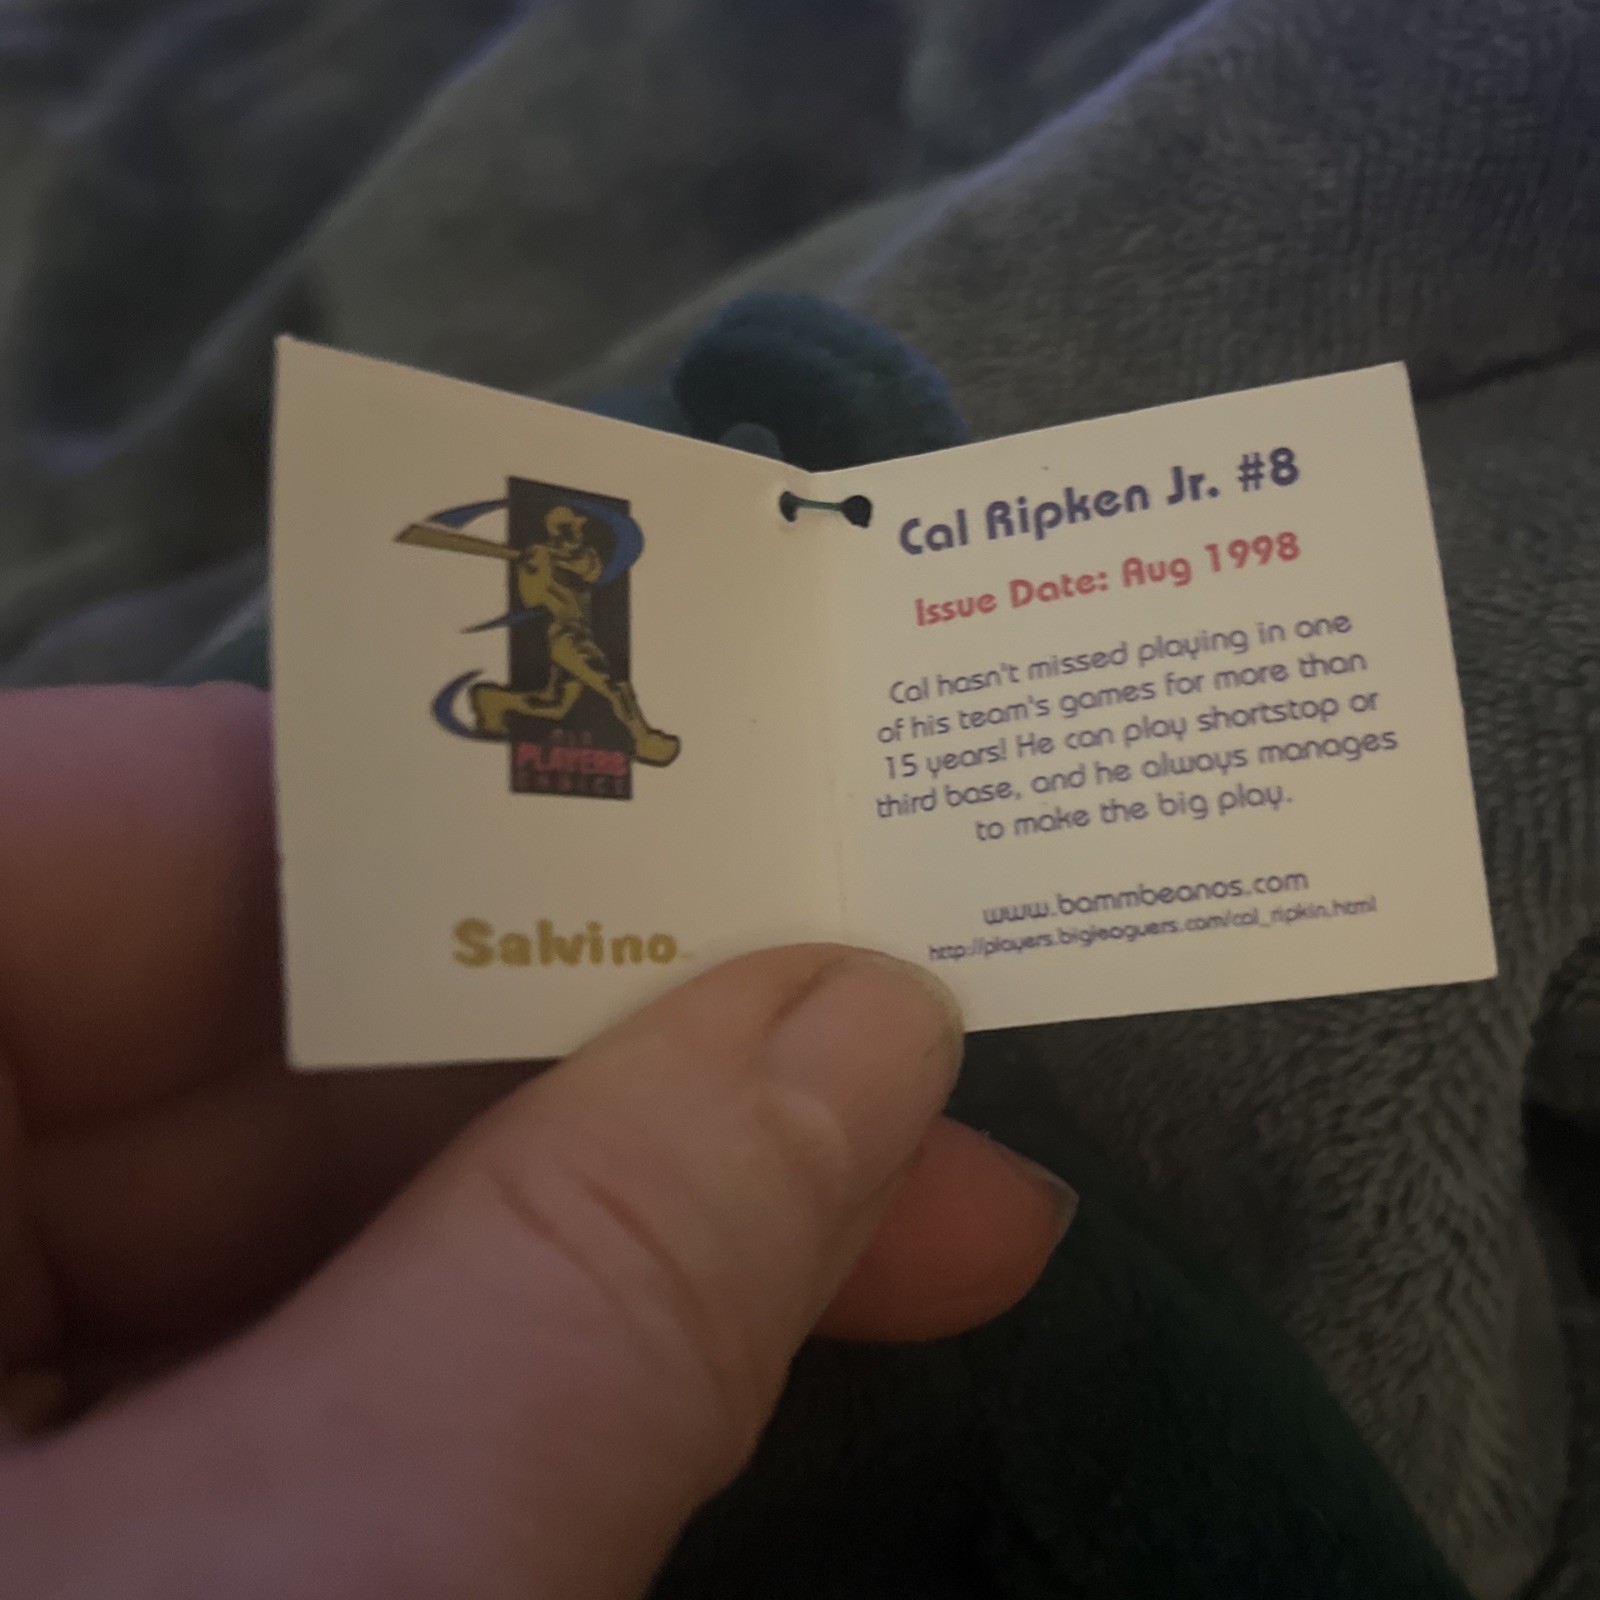 PLAYERS
CHOICE
Salvino
Cal Ripken Jr. #8
Issue Date: Aug 1998
Cal hasn't missed playing in one
of his team's games for more than
15 years! He can play shortstop or
third base, and he always manages
to make the big play.
www.bammbeanos.com
http://players.bigleaguers.com/cal_ripkin.html